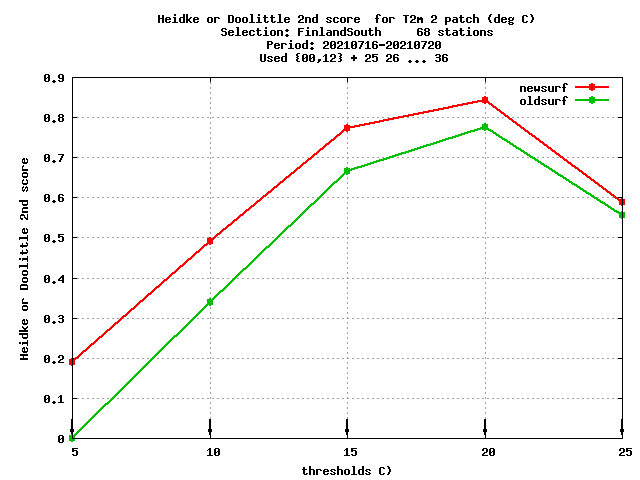 Heidke or Doolittle 2nd score  for T2m 2 patch (deg C)
Selection: FinlandSouth     68 stations
Period: 20210716-20210720
Used {00,12} + 25 26 ... 36
newsurf
oldsurf
Heidke or Doolittle 2nd score
0.9
0.8
0.7
0.6
0.5
0.4
0.3
0.2
0.1
0
5 10 15 20 25
thresholds C)